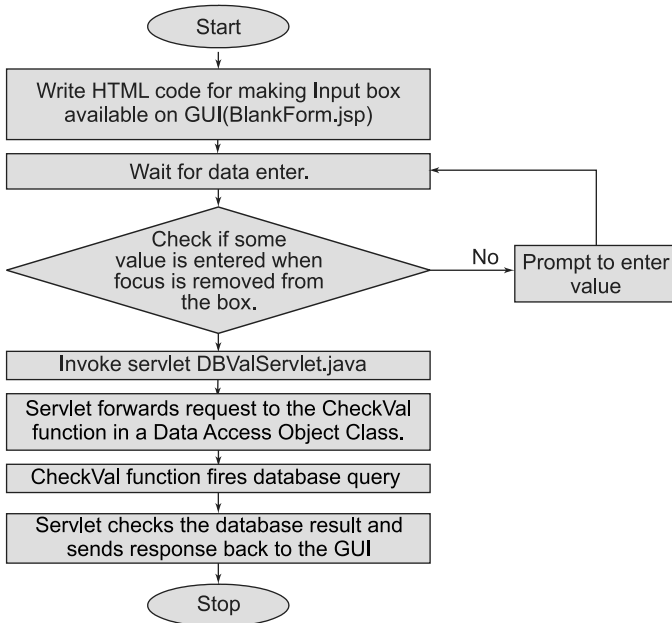 Start
Write HTML code for making Input box
available on GUI(BlankForm.jsp)
Wait for data enter.
Check if some
value is entered when
focus is removed from
the box.
No
Prompt to enter
value
Invoke servlet DBValServlet.java
Servlet forwards request to the CheckVal
function in a Data Access Object Class.
CheckVal function fires database query
Servlet checks the database result and
sends response back to the GUI
Stop